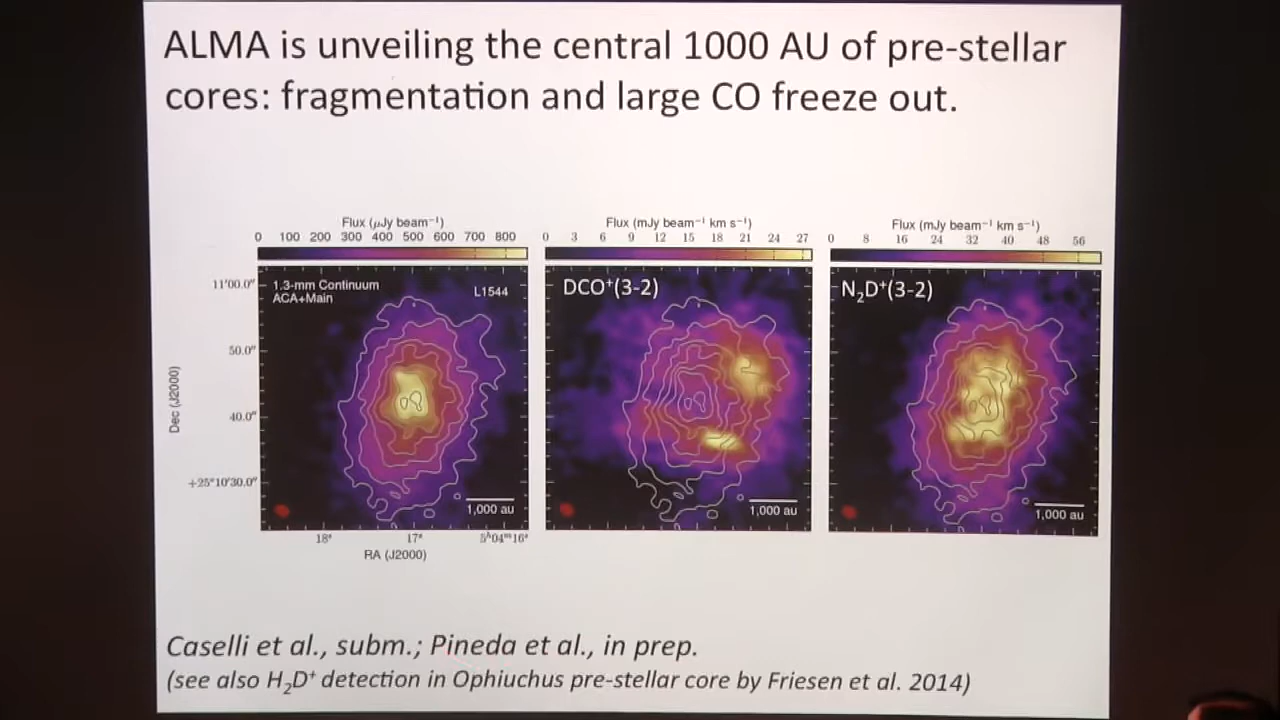 ALMA is unveiling the central 1000 AU of pre-stellar
cores: fragmentation and large CO freeze out.
Flux (μJy beam⁻¹)
0 100 200 300 400 500 600 700 800
Flux (mJy beam⁻¹ km s⁻¹)
0 3 6 9 12 15 18 21 24 27
Flux (mJy beam⁻¹ km s⁻¹)
0 8 16 24 32 40 48 56
1.3-mm Continuum
ACA+Main
L1544
DCO⁺(3-2)
N₂D⁺(3-2)
11'00.0"
50.0"
40.0"
+25°10'30.0"
Dec (J2000)
1,000 au
1,000 au
1,000 au
18ˢ 17ˢ 5ʰ04ᵐ16ˢ
RA (J2000)
Caselli et al., subm.; Pineda et al., in prep.
(see also H₂D⁺ detection in Ophiuchus pre-stellar core by Friesen et al. 2014)